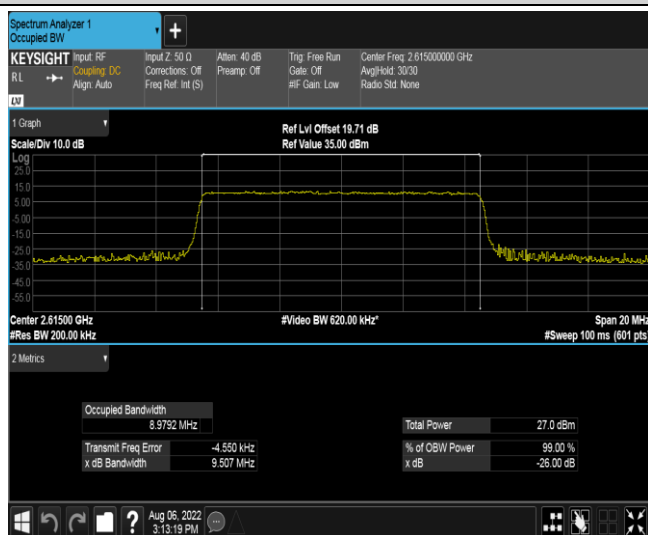 Spectrum Analyzer 1
Occupied BW
+
KEYSIGHT Input: RF Input Z: 50 Ω Atten: 40 dB Trig: Free Run Center Freq: 2.615000000 GHz
RL Coupling: DC Corrections: Off Preamp: Off Gate: Off Avg|Hold: 30/30
Align: Auto Freq Ref: Int (S) #IF Gain: Low Radio Std: None
LXI
1 Graph
Ref Lvl Offset 19.71 dB
Scale/Div 10.0 dB Ref Value 35.00 dBm
Log
25.0
15.0
5.00
-5.00
-15.0
-25.0
-35.0
-45.0
-55.0
Center 2.61500 GHz #Video BW 620.00 kHz* Span 20 MHz
#Res BW 200.00 kHz #Sweep 100 ms (601 pts)
2 Metrics
Occupied Bandwidth
8.9792 MHz Total Power 27.0 dBm
Transmit Freq Error -4.550 kHz % of OBW Power 99.00 %
x dB Bandwidth 9.507 MHz x dB -26.00 dB
? Aug 06, 2022
3:13:19 PM